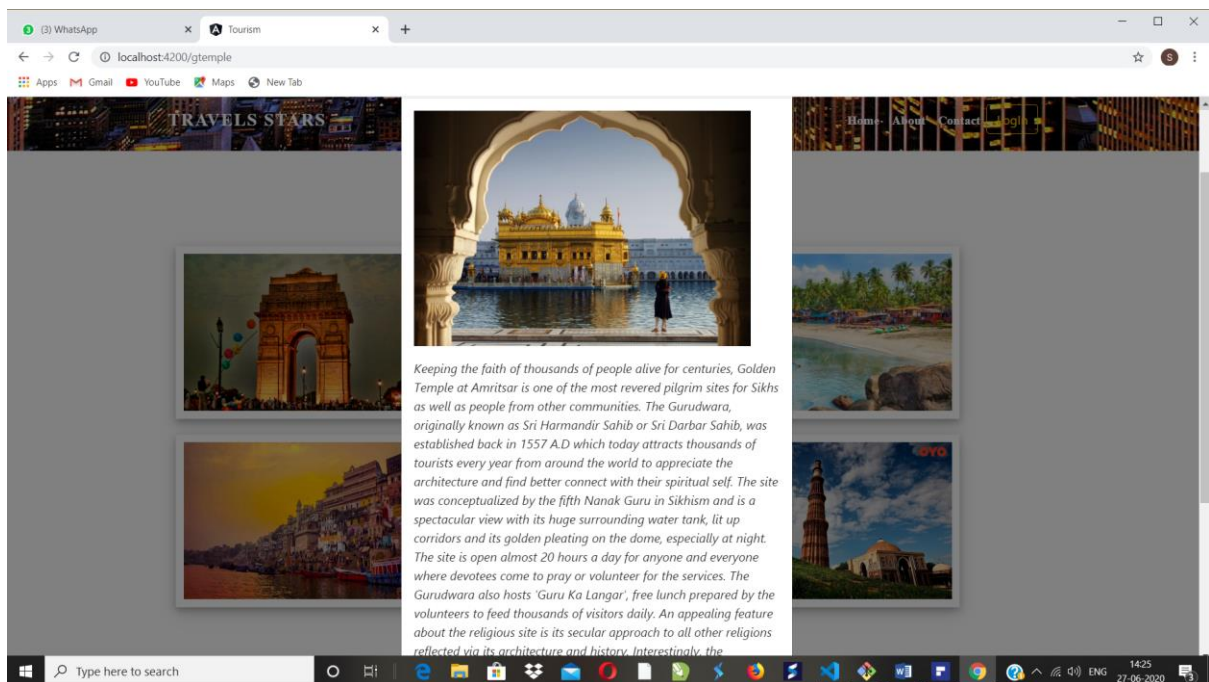 (3) WhatsApp
Tourism
localhost:4200/gtemple
S
Apps
Gmail
YouTube
Maps
New Tab
TRAVELS STARS
Home
About
Contact
Login
Keeping the faith of thousands of people alive for centuries, Golden
Temple at Amritsar is one of the most revered pilgrim sites for Sikhs
as well as people from other communities. The Gurudwara,
originally known as Sri Harmandir Sahib or Sri Darbar Sahib, was
established back in 1557 A.D which today attracts thousands of
tourists every year from around the world to appreciate the
architecture and find better connect with their spiritual self. The site
was conceptualized by the fifth Nanak Guru in Sikhism and is a
spectacular view with its huge surrounding water tank, lit up
corridors and its golden pleating on the dome, especially at night.
The site is open almost 20 hours a day for anyone and everyone
where devotees come to pray or volunteer for the services. The
Gurudwara also hosts 'Guru Ka Langar', free lunch prepared by the
volunteers to feed thousands of visitors daily. An appealing feature
about the religious site is its secular approach to all other religions
reflected via its architecture and history. Interestingly, the
OYO
Type here to search
ENG
14:25
27-06-2020
3